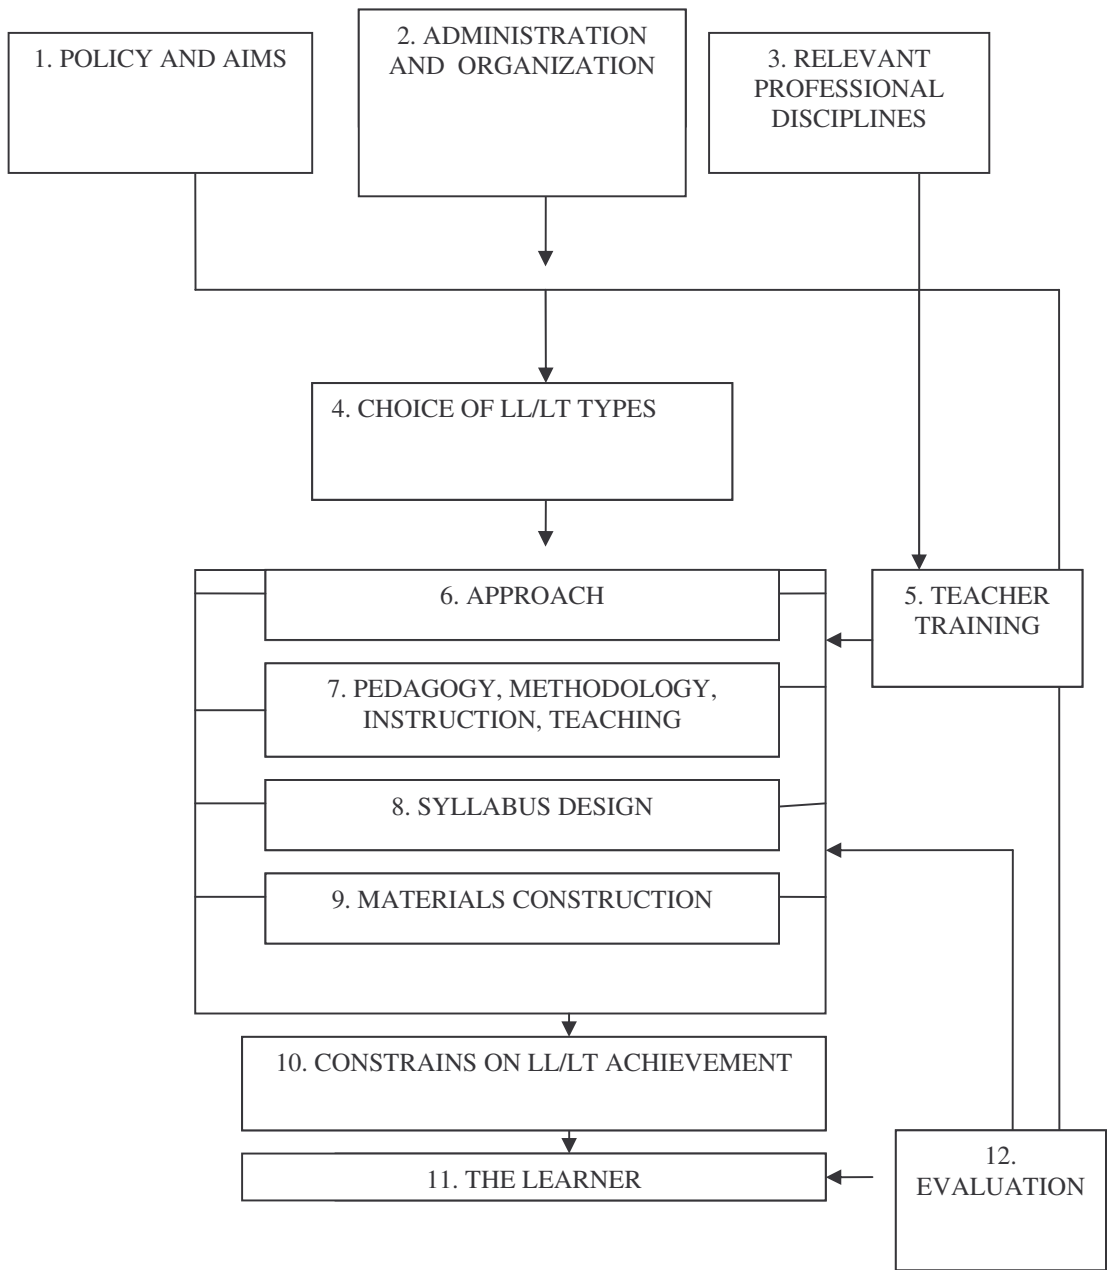 1. POLICY AND AIMS
2. ADMINISTRATION
AND ORGANIZATION
3. RELEVANT
PROFESSIONAL
DISCIPLINES
4. CHOICE OF LL/LT TYPES
5. TEACHER
TRAINING
6. APPROACH
7. PEDAGOGY, METHODOLOGY,
INSTRUCTION, TEACHING
8. SYLLABUS DESIGN
9. MATERIALS CONSTRUCTION
10. CONSTRAINS ON LL/LT ACHIEVEMENT
11. THE LEARNER
12.
EVALUATION